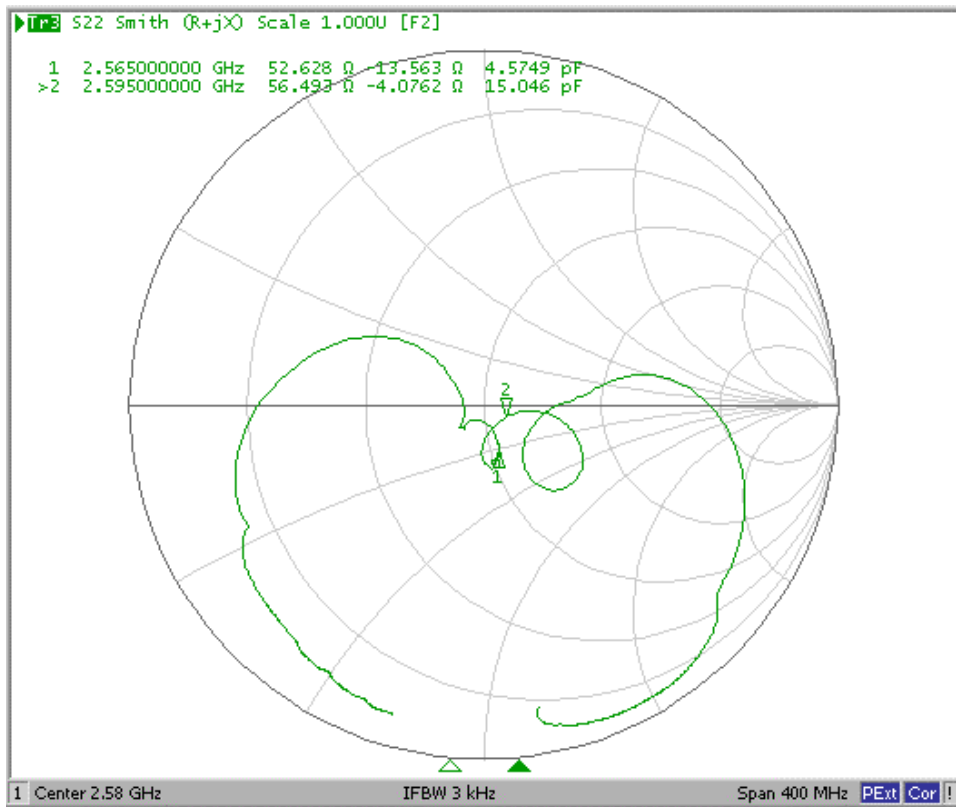 Tr3 S22 Smith (R+jX) Scale 1.000U [F2]
1 2.565000000 GHz 52.628 Ω -13.563 Ω 4.5749 pF
>2 2.595000000 GHz 56.493 Ω -4.0762 Ω 15.046 pF
2
1
1 Center 2.58 GHz IFBW 3 kHz Span 400 MHz PExt Cor !